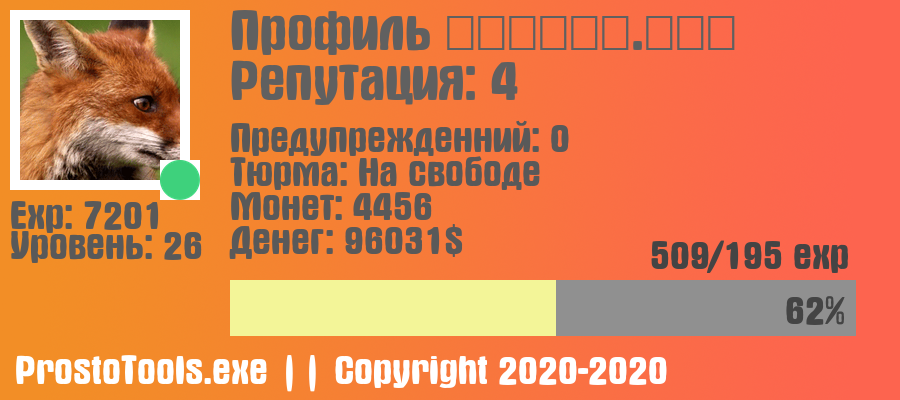 Профиль □□□□□□.□□□
Репутация: 4
Предупрежденний: 0
Тюрма: На свободе
Монет: 4456
Денег: 96031$
Exp: 7201
Уровень: 26
509/195 exp
62%
ProstoTools.exe || Copyright 2020-2020